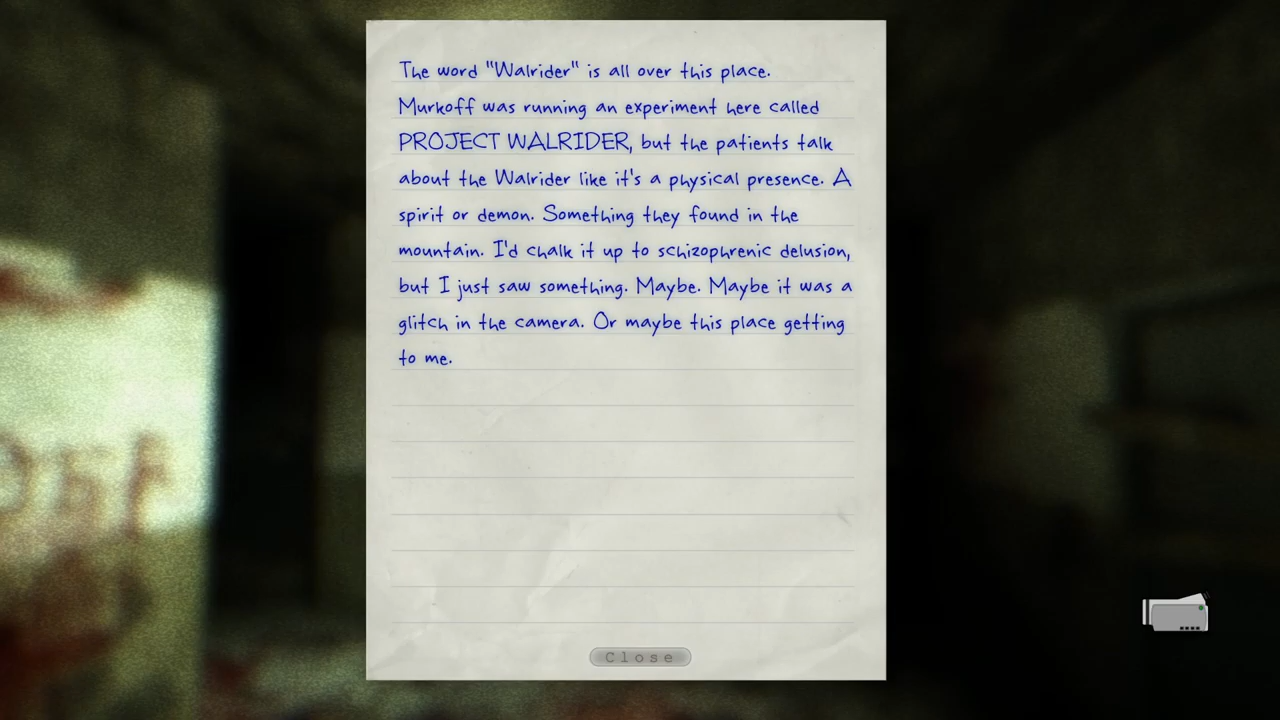 The word "Walrider" is all over this place.
Murkoff was running an experiment here called
PROJECT WALRIDER, but the patients talk
about the Walrider like it's a physical presence. A
spirit or demon. Something they found in the
mountain. I'd chalk it up to schizophrenic delusion,
but I just saw something. Maybe. Maybe it was a
glitch in the camera. Or maybe this place getting
to me.
Close